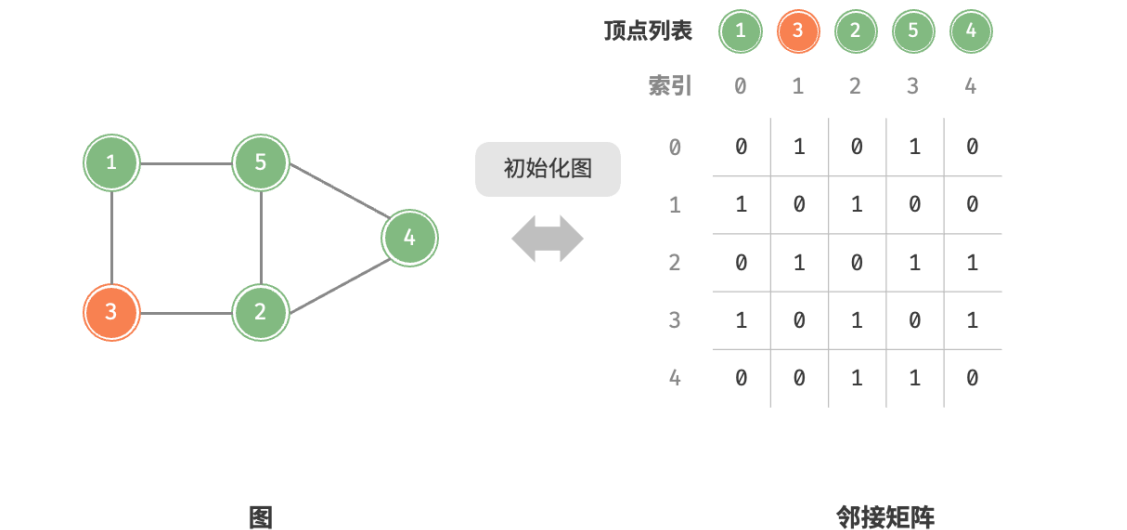 顶点列表 1 3 2 5 4
索引 0 1 2 3 4
0 0 1 0 1 0
1 1 0 1 0 0
2 0 1 0 1 1
3 1 0 1 0 1
4 0 0 1 1 0
1 5
4
3 2
初始化图
图
邻接矩阵